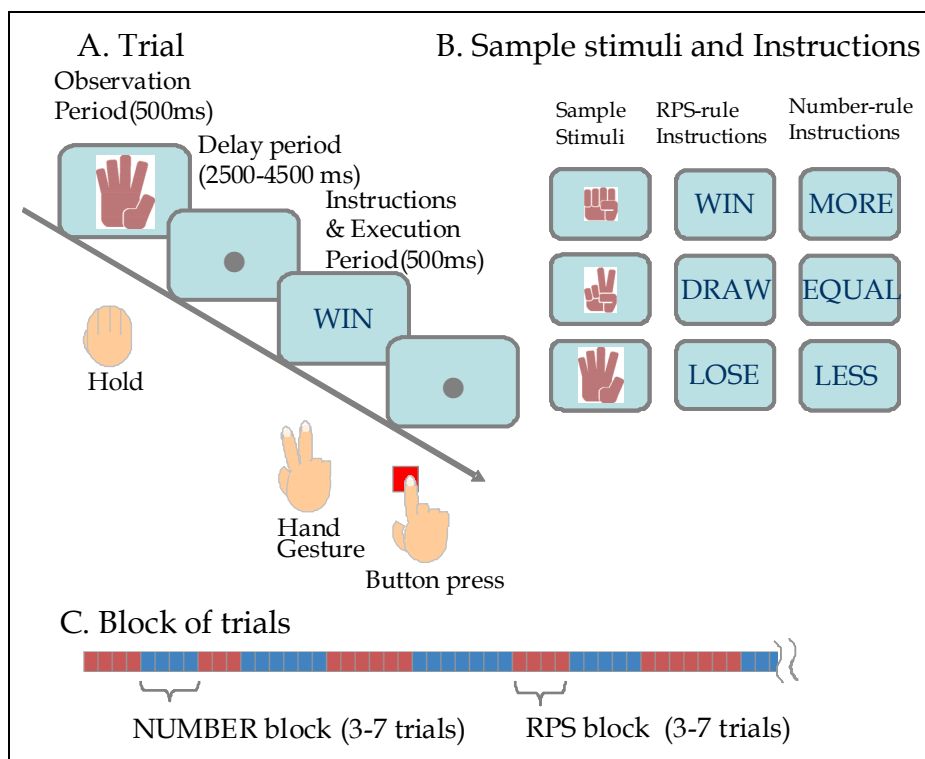 A. Trial
B. Sample stimuli and Instructions
Observation
Period(500ms)
Delay period
(2500-4500 ms)
Instructions
& Execution
Period(500ms)
WIN
Hold
Hand
Gesture
Button press
Sample
Stimuli
RPS-rule
Instructions
Number-rule
Instructions
WIN
MORE
DRAW
EQUAL
LOSE
LESS
C. Block of trials
NUMBER block (3-7 trials)
RPS block (3-7 trials)